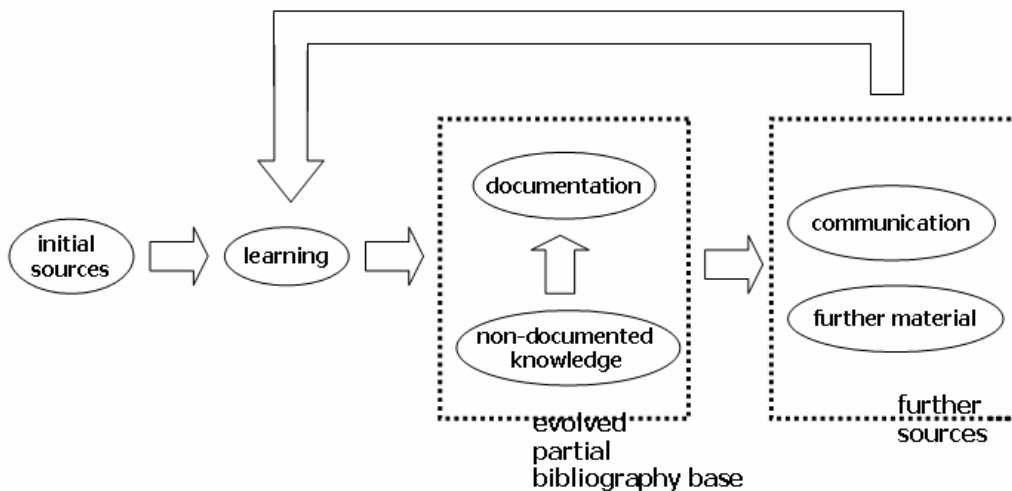 initial
sources
learning
documentation
non-documented
knowledge
evolved
partial
bibliography base
communication
further material
further
sources